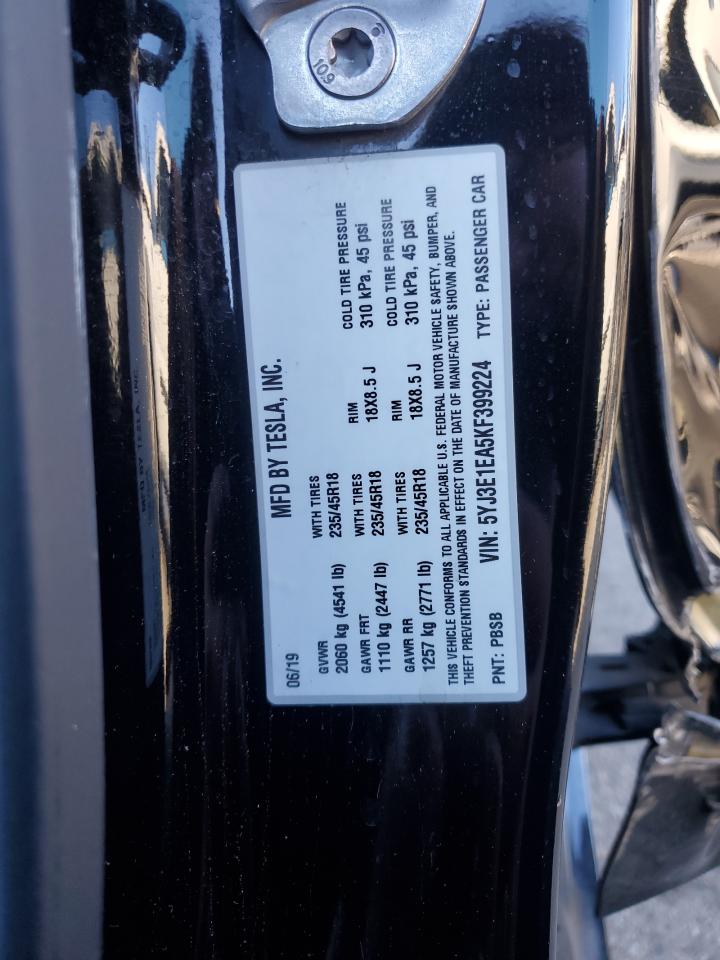 10.9
06/19
MFD BY TESLA, INC.
GVWR WITH TIRES RIM COLD TIRE PRESSURE
2060 kg (4541 lb) 235/45R18 18X8.5 J 310 kPa, 45 psi
GAWR FRT WITH TIRES RIM COLD TIRE PRESSURE
1110 kg (2447 lb) 235/45R18 18X8.5 J 310 kPa, 45 psi
GAWR RR WITH TIRES
1257 kg (2771 lb) 235/45R18
THIS VEHICLE CONFORMS TO ALL APPLICABLE U.S. FEDERAL MOTOR VEHICLE SAFETY, BUMPER, AND
THEFT PREVENTION STANDARDS IN EFFECT ON THE DATE OF MANUFACTURE SHOWN ABOVE.
PNT: PBSB VIN: 5YJ3E1EA5KF399224 TYPE: PASSENGER CAR